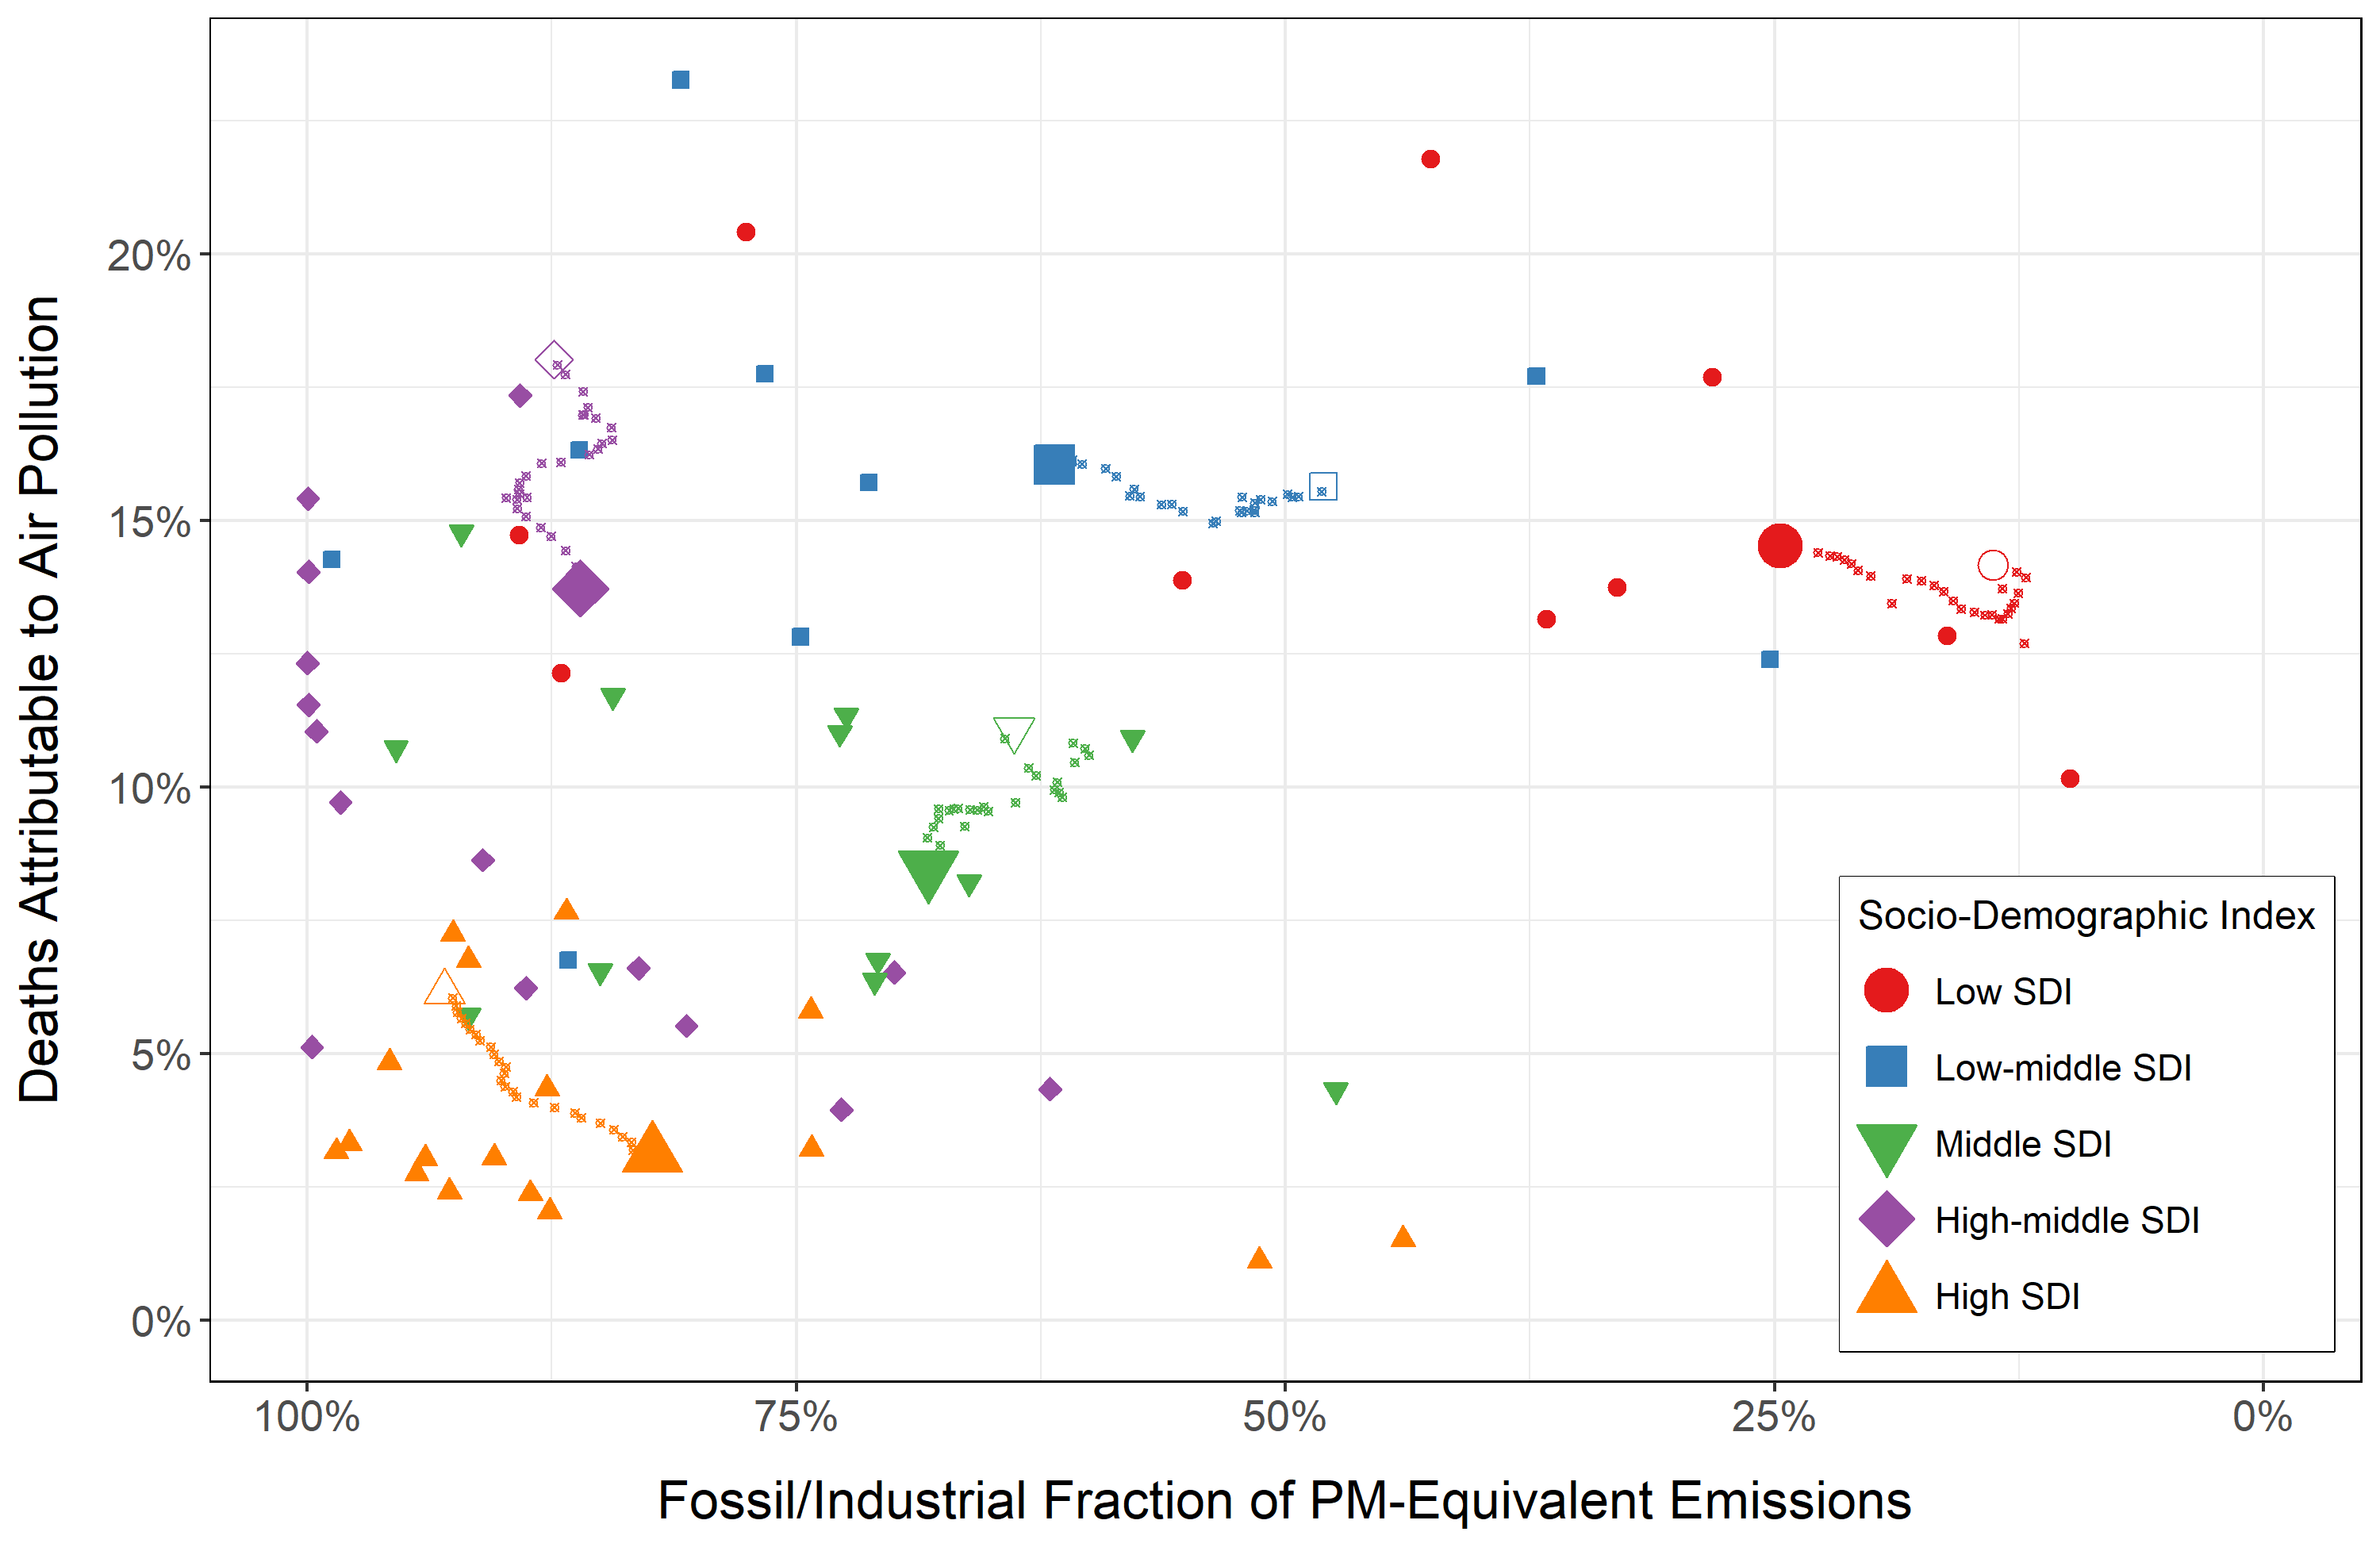 Deaths Attributable to Air Pollution
20%
15%
10%
5%
0%
Socio-Demographic Index
Low SDI
Low-middle SDI
Middle SDI
High-middle SDI
High SDI
100% 75% 50% 25% 0%
Fossil/Industrial Fraction of PM-Equivalent Emissions